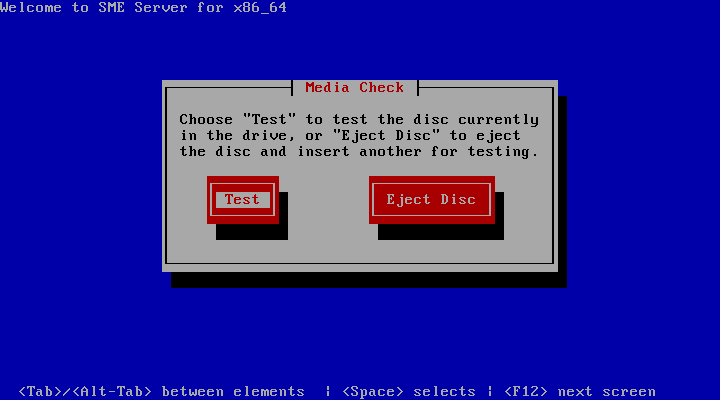 Welcome to SME Server for x86_64
Media Check
Choose "Test" to test the disc currently
in the drive, or "Eject Disc" to eject
the disc and insert another for testing.
Test
Eject Disc
<Tab>/<Alt-Tab> between elements | <Space> selects | <F12> next screen